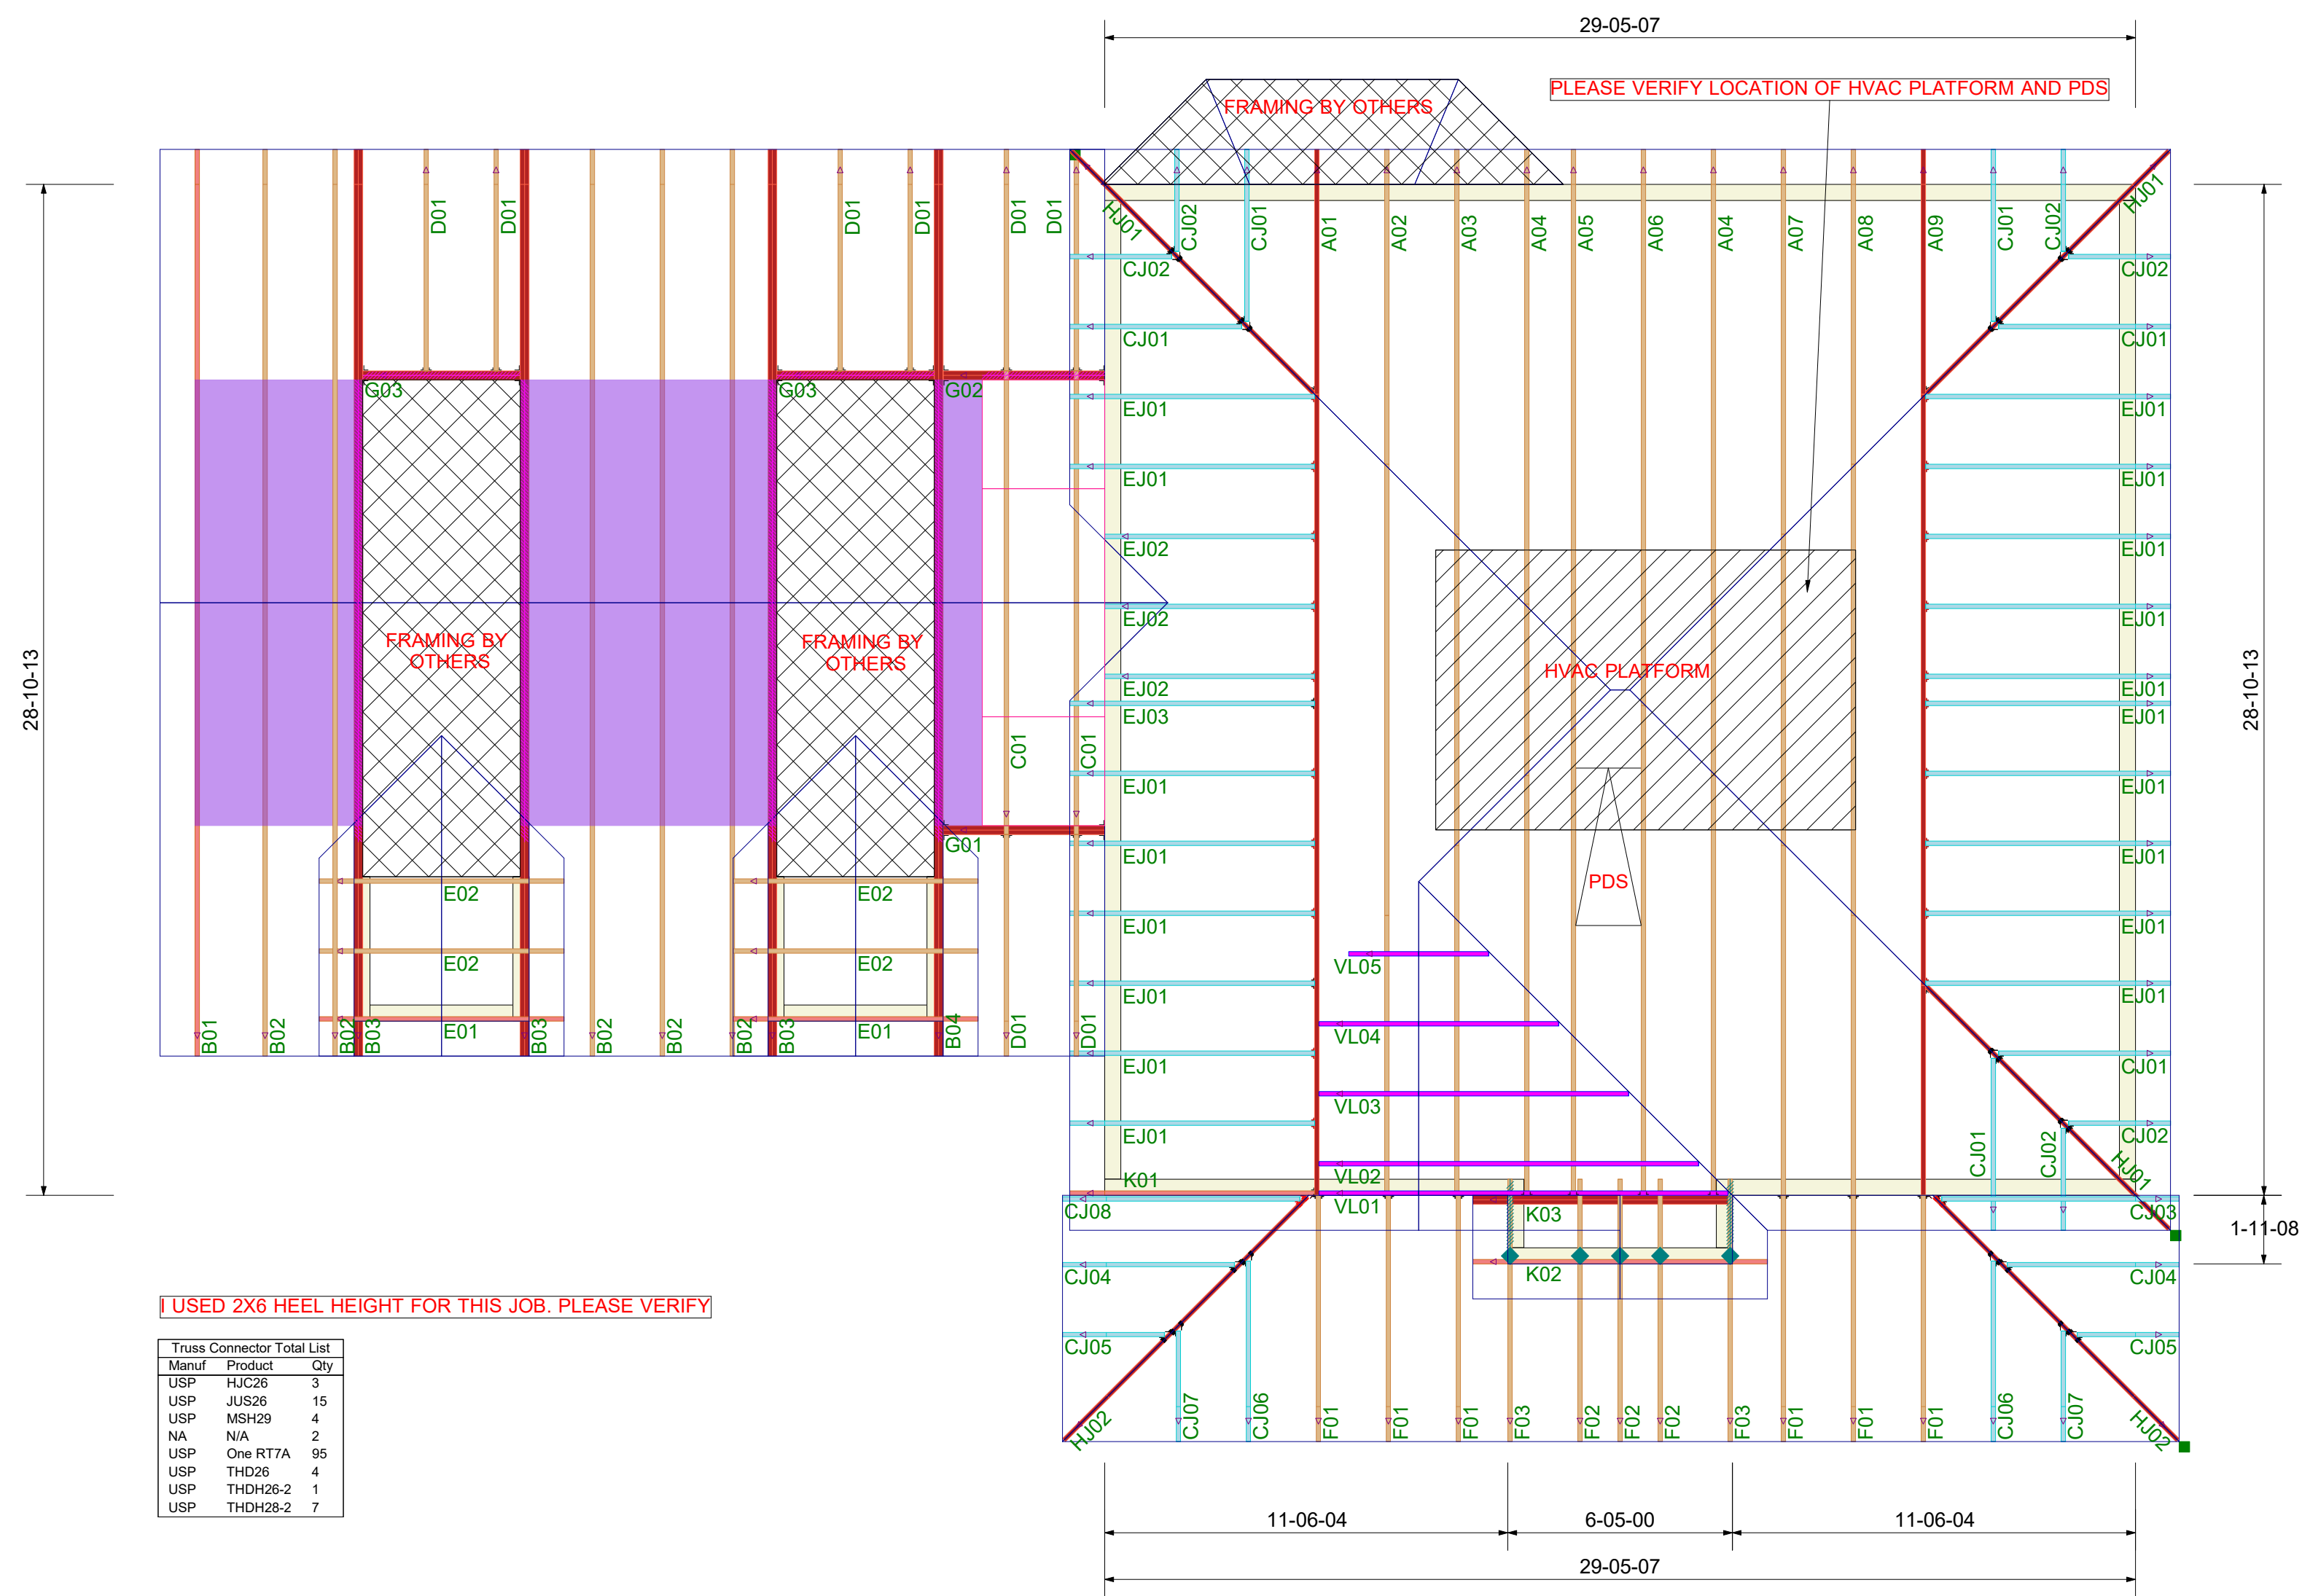 29-05-07
PLEASE VERIFY LOCATION OF HVAC PLATFORM AND PDS
FRAMING BY OTHERS
D01
D01
D01
D01
D01
D01
HJ01
CJ02
CJ01
A01
A02
A03
A04
A05
A06
A04
A07
A08
A09
CJ01
CJ02
HJ01
CJ02
CJ02
CJ01
CJ01
G03
G03
G02
EJ01
EJ01
EJ01
EJ01
EJ02
EJ01
EJ02
EJ01
EJ02
EJ01
EJ03
EJ01
28-10-13
28-10-13
FRAMING BY
OTHERS
FRAMING BY
OTHERS
HVAC PLATFORM
C01
C01
EJ01
EJ01
G01
EJ01
EJ01
PDS
E02
E02
EJ01
EJ01
E02
E02
VL05
EJ01
EJ01
B01
B02
B02
B03
E01
B03
B02
B02
B02
B03
E01
B04
D01
D01
VL04
EJ01
CJ01
VL03
EJ01
CJ02
CJ01
CJ02
HJ01
K01
VL02
CJ08
VL01
K03
CJ03
1-11-08
CJ04
K02
CJ04
I USED 2X6 HEEL HEIGHT FOR THIS JOB. PLEASE VERIFY
CJ05
CJ05
HJ02
CJ07
CJ06
F01
F01
F01
F03
F02
F02
F02
F03
F01
F01
F01
CJ06
CJ07
HJ02
Truss Connector Total List
Manuf Product Qty
USP HJC26 3
USP JUS26 15
USP MSH29 4
NA N/A 2
USP One RT7A 95
USP THD26 4
USP THDH26-2 1
USP THDH28-2 7
11-06-04
6-05-00
11-06-04
29-05-07